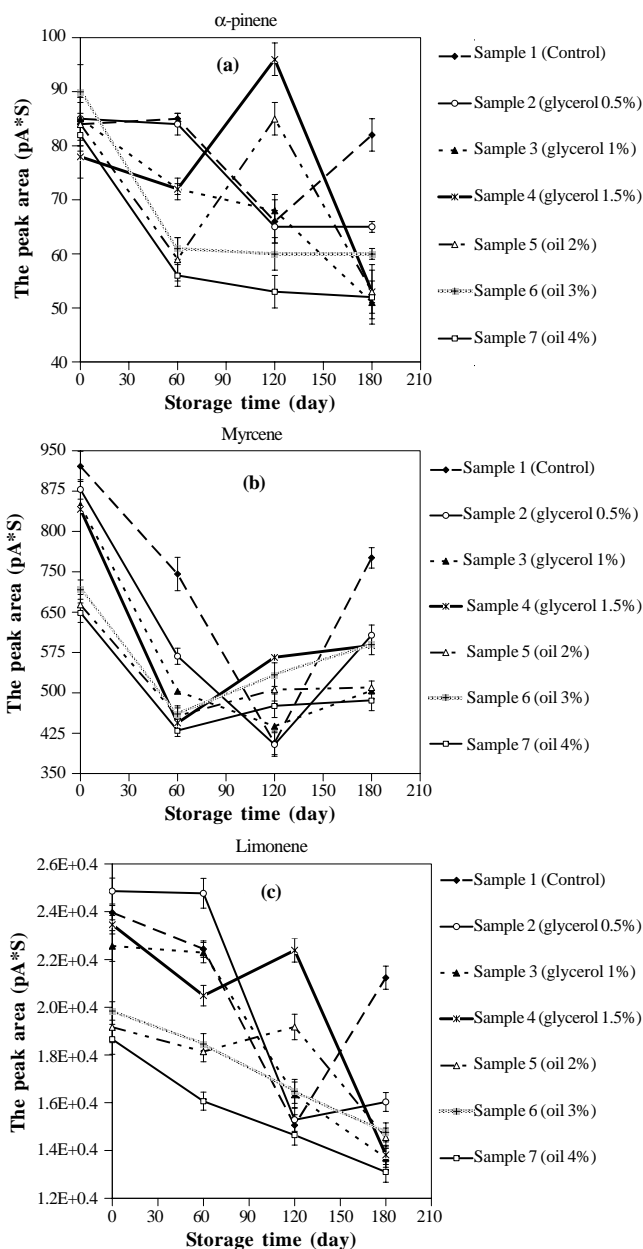 α-pinene
(a)
The peak area (pA*S)
100
90
80
70
60
50
40
0 30 60 90 120 150 180 210
Storage time (day)
Sample 1 (Control)
Sample 2 (glycerol 0.5%)
Sample 3 (glycerol 1%)
Sample 4 (glycerol 1.5%)
Sample 5 (oil 2%)
Sample 6 (oil 3%)
Sample 7 (oil 4%)
Myrcene
(b)
The peak area (pA*S)
950
875
800
750
650
575
500
425
350
0 30 60 90 120 150 180 210
Storage time (day)
Sample 1 (Control)
Sample 2 (glycerol 0.5%)
Sample 3 (glycerol 1%)
Sample 4 (glycerol 1.5%)
Sample 5 (oil 2%)
Sample 6 (oil 3%)
Sample 7 (oil 4%)
Limonene
(c)
The peak area (pA*S)
2.6E+0.4
2.4E+0.4
2.2E+0.4
2.0E+0.4
1.8E+0.4
1.6E+0.4
1.4E+0.4
1.2E+0.4
0 30 60 90 120 150 180 210
Storage time (day)
Sample 1 (Control)
Sample 2 (glycerol 0.5%)
Sample 3 (glycerol 1%)
Sample 4 (glycerol 1.5%)
Sample 5 (oil 2%)
Sample 6 (oil 3%)
Sample 7 (oil 4%)